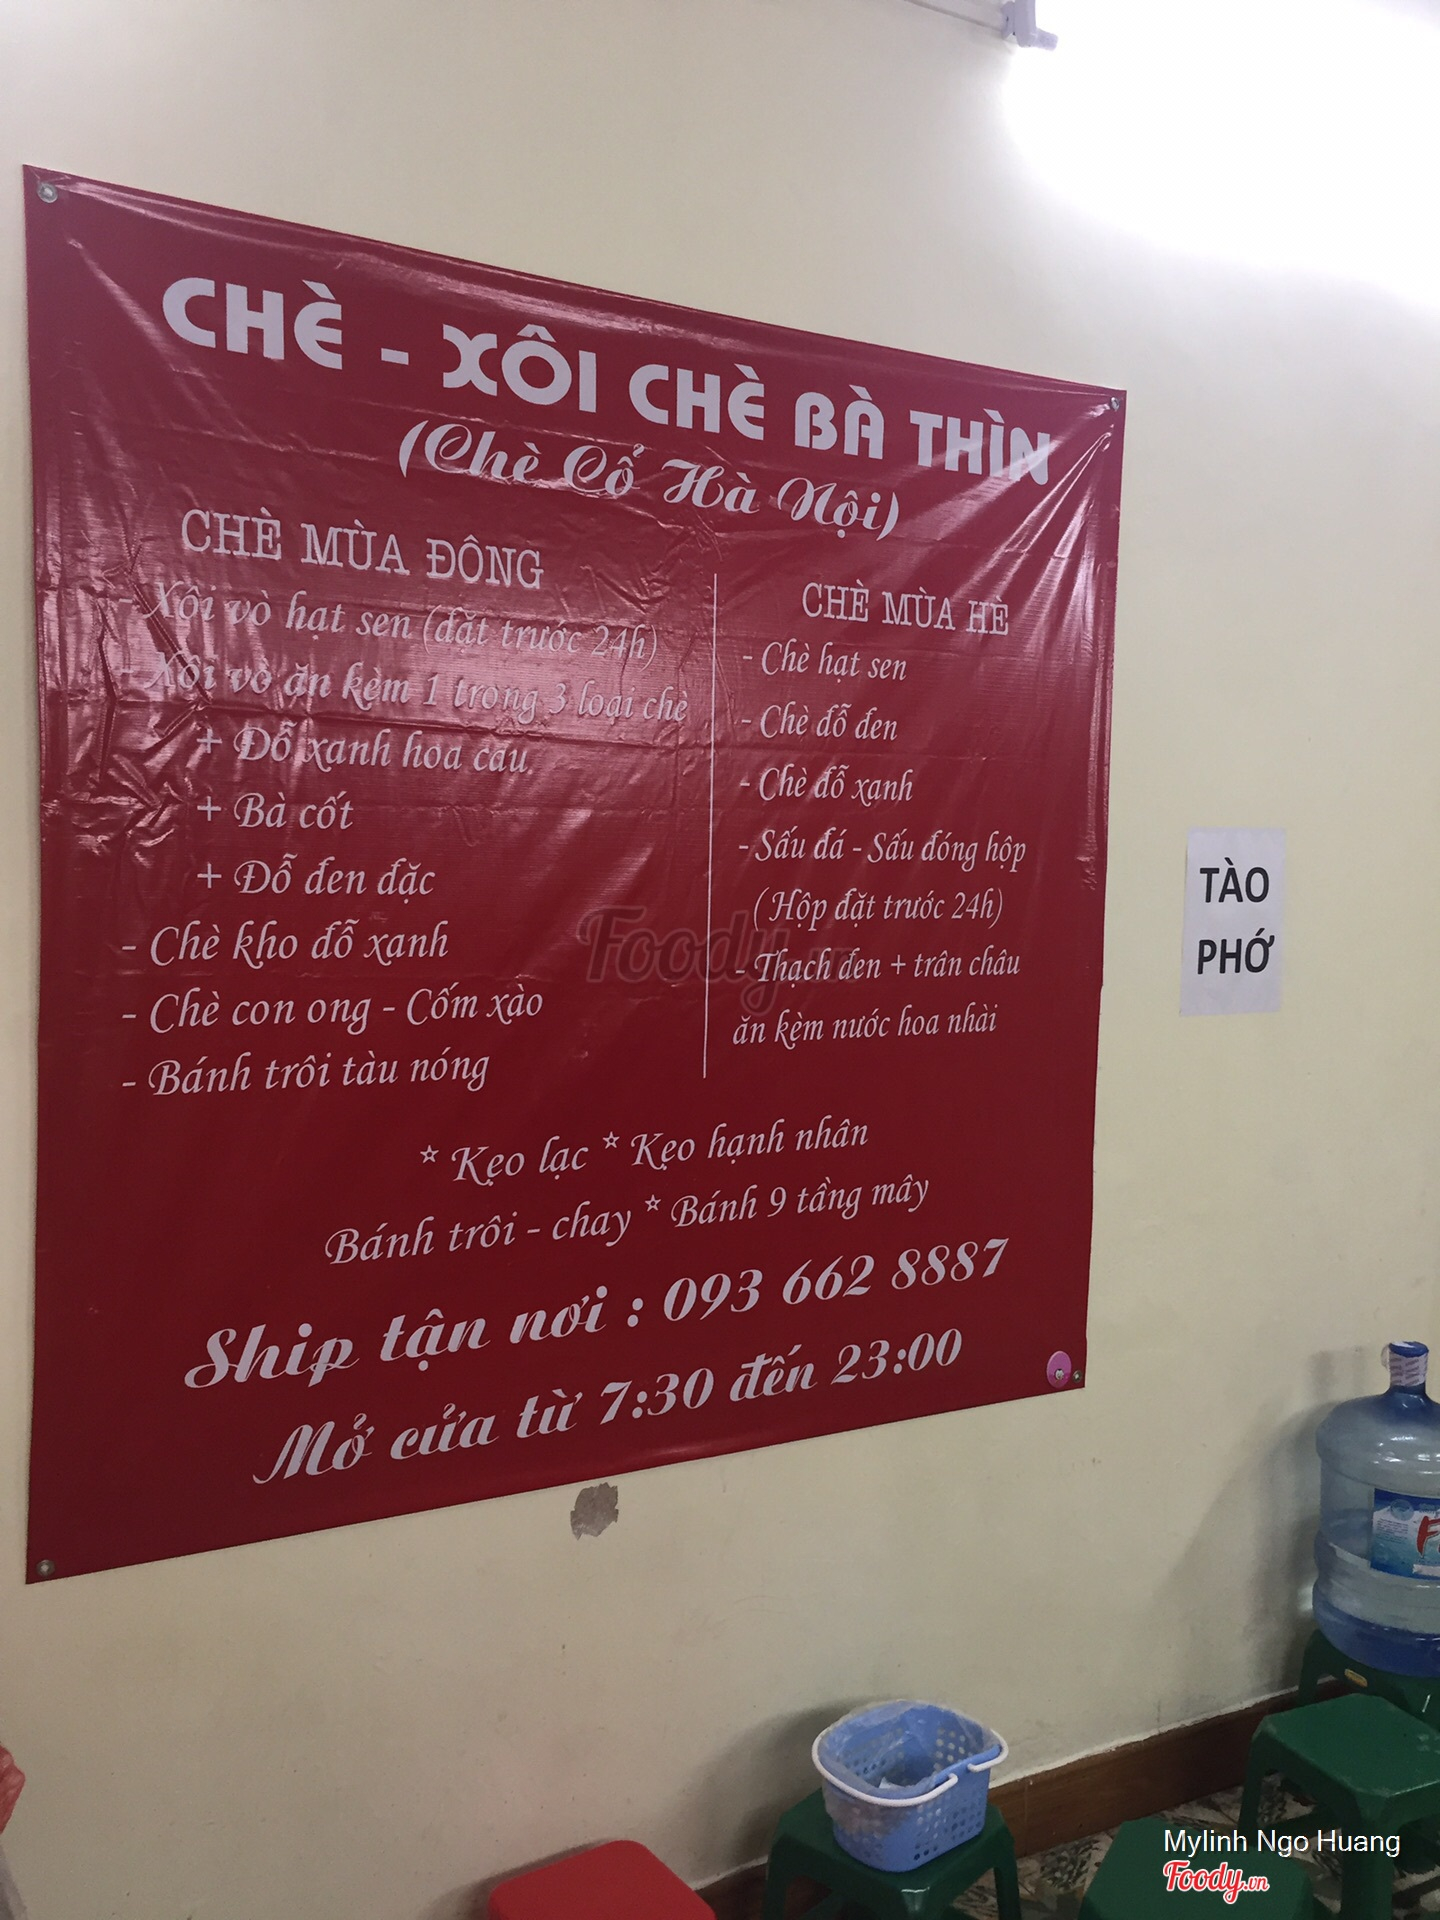 CHÈ - XÔI CHÈ BÀ THÌN
(Chè Cổ Hà Nội)
CHÈ MÙA ĐÔNG
- Xôi vò hạt sen (đặt trước 24h)
- Xôi vò ăn kèm 1 trong 3 loại chè
+ Đỗ xanh hoa cau
+ Bà cốt
+ Đỗ đen đặc
- Chè kho đỗ xanh
- Chè con ong - Cốm xào
- Bánh trôi tàu nóng
CHÈ MÙA HÈ
- Chè hạt sen
- Chè đỗ đen
- Chè đỗ xanh
- Sấu đá - Sấu đóng hộp
( Hộp đặt trước 24h)
- Thạch đen + trân châu
ăn kèm nước hoa nhài
* Kẹo lạc * Kẹo hạnh nhân
Bánh trôi - chay * Bánh 9 tầng mây
Ship tận nơi : 093 662 8887
Mở cửa từ 7:30 đến 23:00
TÀO
PHỚ
Foody.vn
Mylinh Ngo Huang
Foody.vn